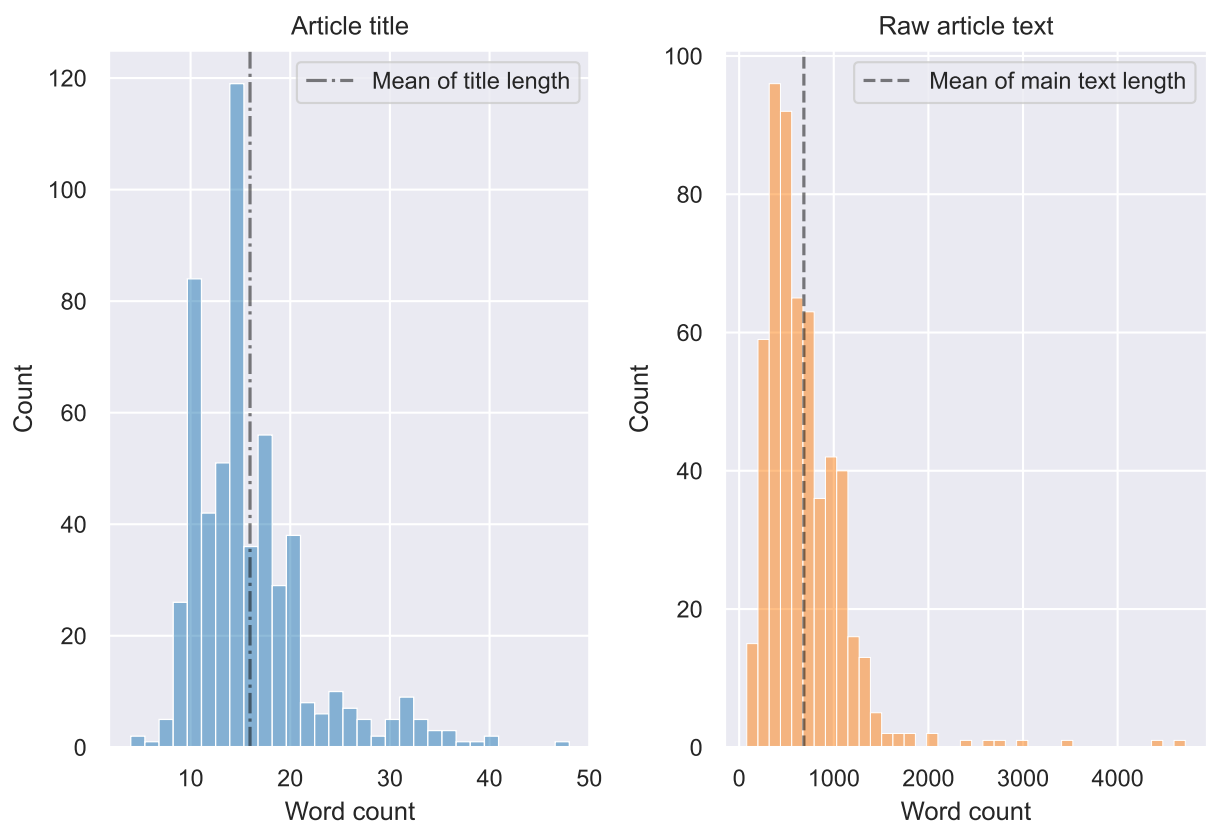 Article title
Mean of title length
120
100
80
60
40
20
0
Count
10 20 30 40 50
Word count
Raw article text
Mean of main text length
100
80
60
40
20
0
Count
0 1000 2000 3000 4000
Word count